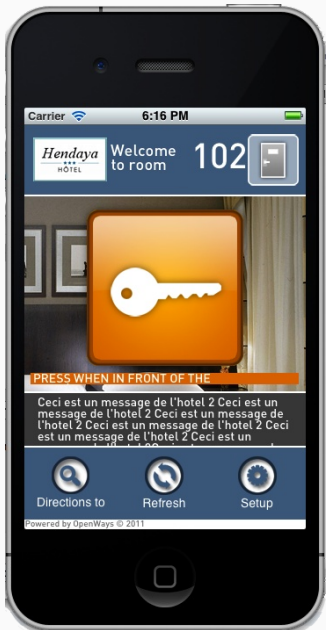 Carrier 6:16 PM
Hendaya
HÔTEL
Welcome
to room
102
PRESS WHEN IN FRONT OF THE
Ceci est un message de l'hotel 2 Ceci est un
message de l'hotel 2 Ceci est un message de
l'hotel 2 Ceci est un message de l'hotel 2 Ceci
est un message de l'hotel 2 Ceci est un
Directions to
Refresh
Setup
Powered by OpenWays © 2011